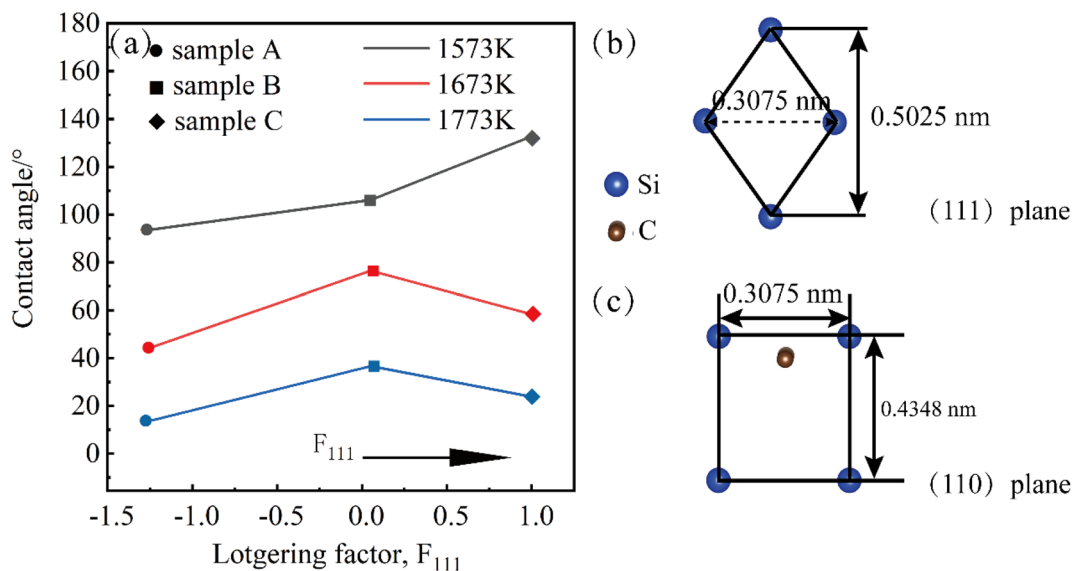 (a)
sample A
sample B
sample C
1573K
1673K
1773K
180
160
140
120
100
80
60
40
20
0
Contact angle/°
F₁₁₁
-1.5
-1.0
-0.5
0.0
0.5
1.0
Lotgering factor, F₁₁₁
(b)
0.3075 nm
0.5025 nm
Si
C
(111) plane
(c)
0.3075 nm
0.4348 nm
(110) plane